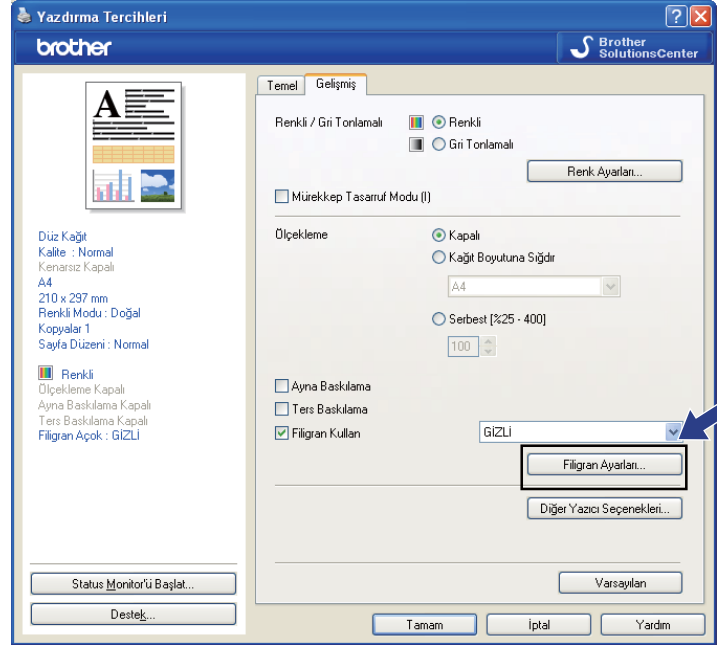 Yazdırma Tercihleri
brother
Brother
SolutionsCenter
Temel Gelişmiş
A
Renkli / Gri Tonlamalı
Renkli
Gri Tonlamalı
Renk Ayarları...
Mürekkep Tasarruf Modu (I)
Ölçekleme
Kapalı
Kağıt Boyutuna Sığdır
A4
Serbest [%25 - 400]
100
Ayna Baskılama
Ters Baskılama
Filigran Kullan
GİZLİ
Filigran Ayarları...
Diğer Yazıcı Seçenekleri...
Varsayılan
Düz Kağıt
Kalite : Normal
Kenarsız Kapalı
A4
210 x 297 mm
Renkli Modu : Doğal
Kopyalar 1
Sayfa Düzeni : Normal
Renkli
Ölçekleme Kapalı
Ayna Baskılama Kapalı
Ters Baskılama Kapalı
Filigran Açok : GİZLİ
Status Monitor'ü Başlat...
Destek...
Tamam
İptal
Yardım